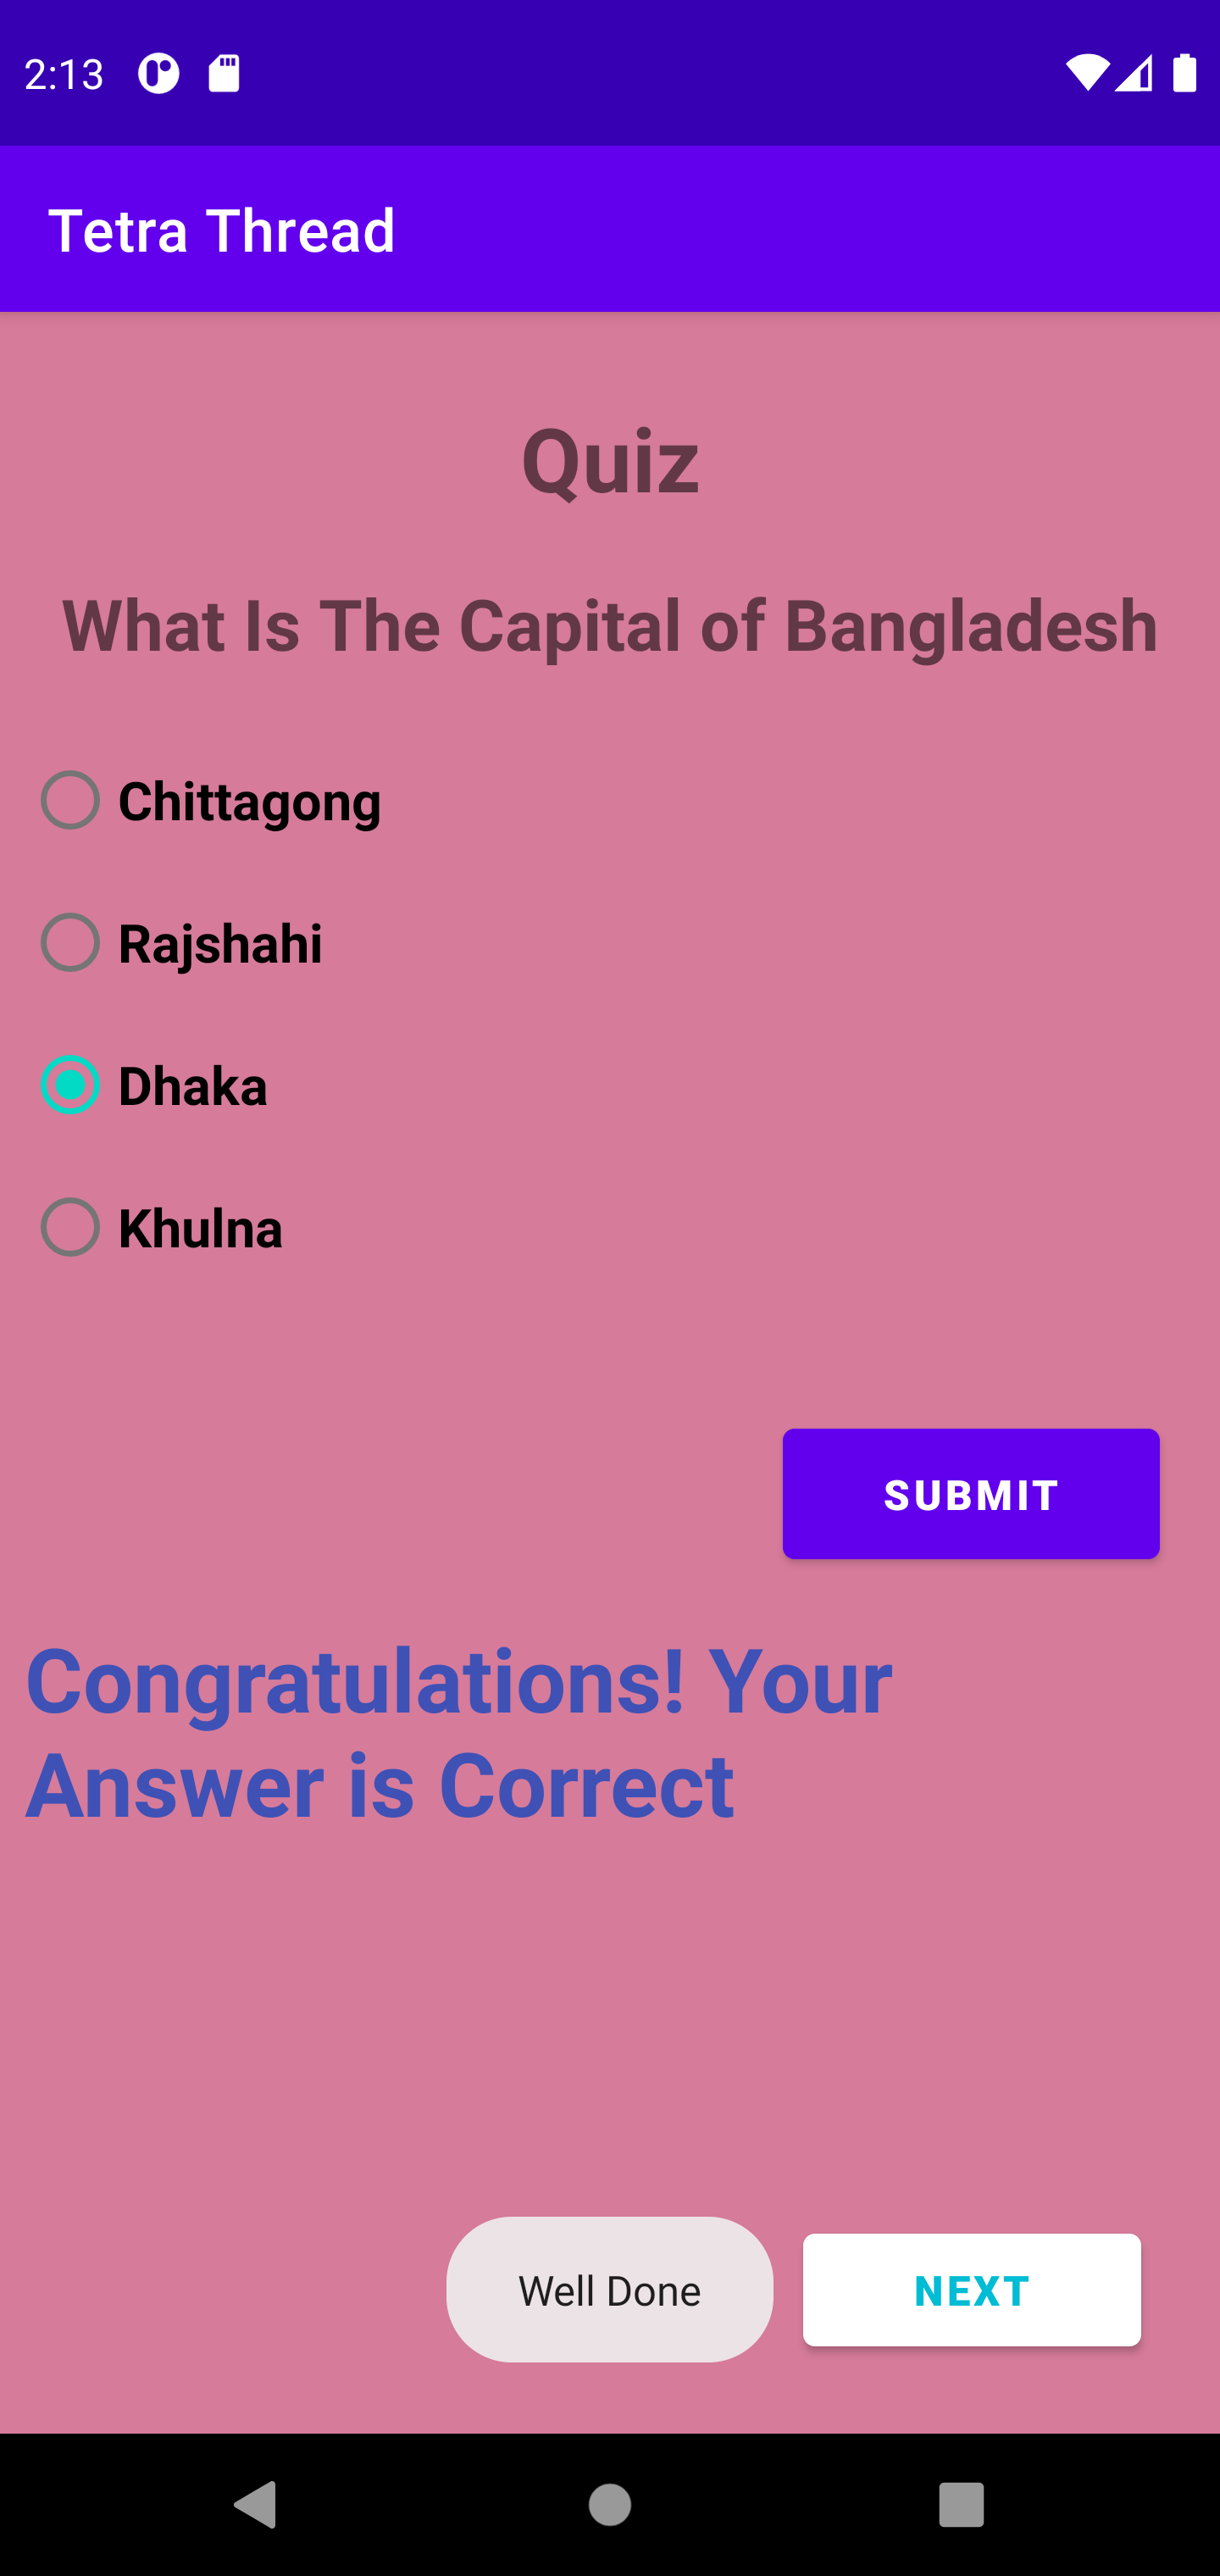 2:13
Tetra Thread
Quiz
What Is The Capital of Bangladesh
Chittagong
Rajshahi
Dhaka
Khulna
SUBMIT
Congratulations! Your
Answer is Correct
Well Done
NEXT